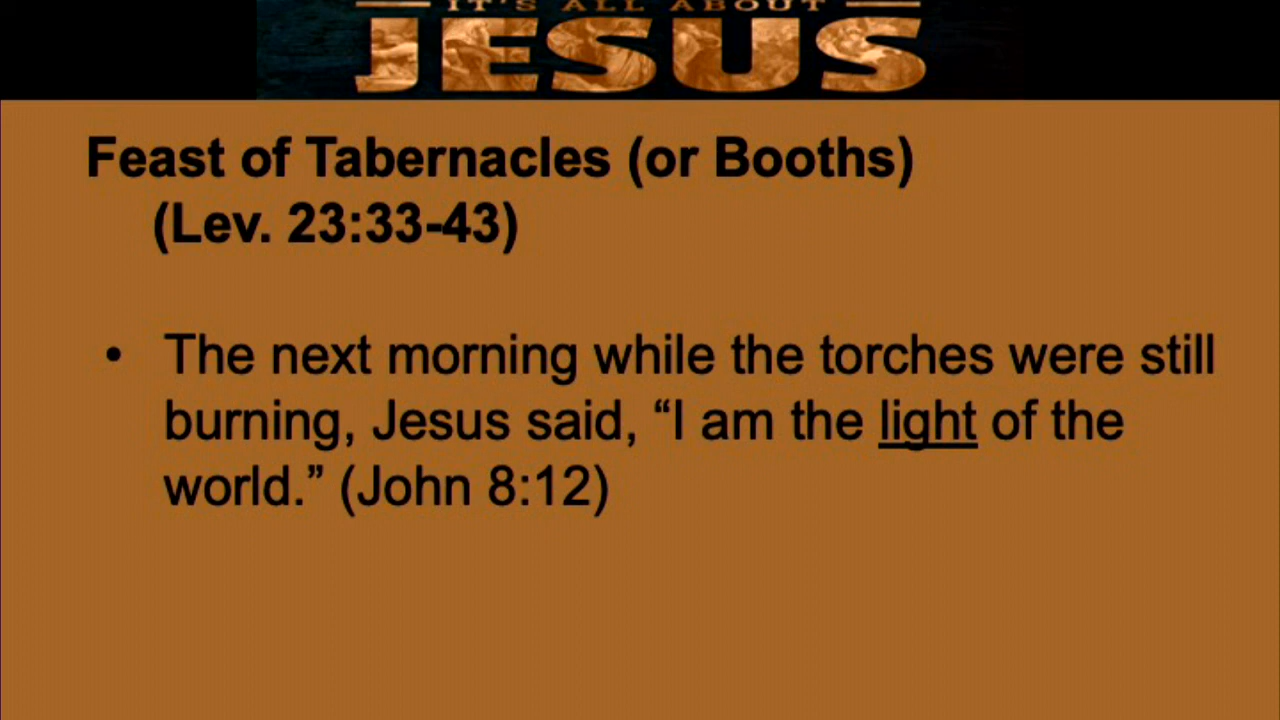 IT'S ALL ABOUT
JESUS
Feast of Tabernacles (or Booths)
(Lev. 23:33-43)
• The next morning while the torches were still
burning, Jesus said, “I am the light of the
world.” (John 8:12)